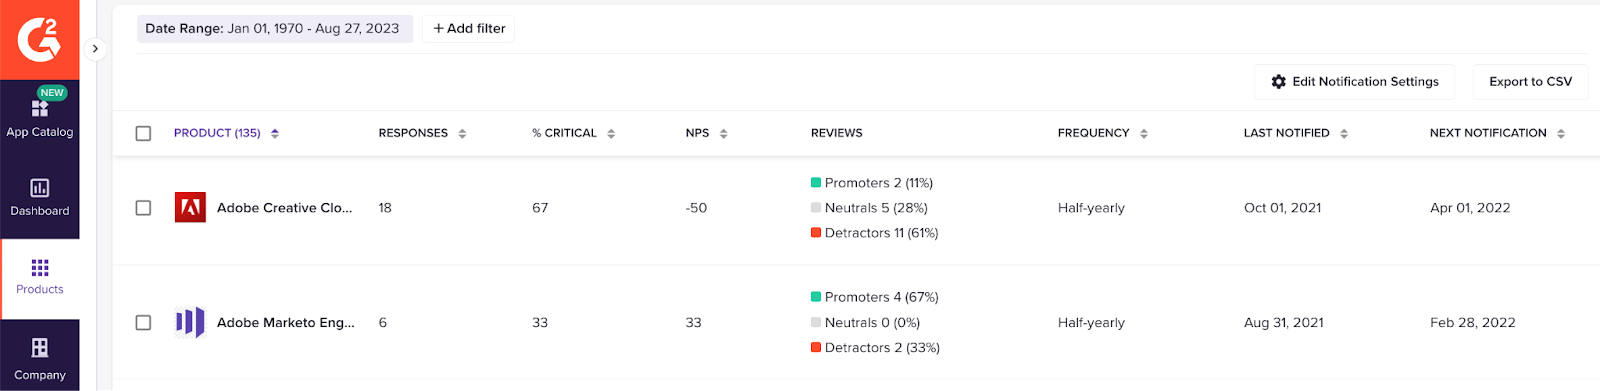 G2
Date Range: Jan 01, 1970 - Aug 27, 2023
+ Add filter
NEW
App Catalog
Edit Notification Settings
Export to CSV
PRODUCT (135) RESPONSES % CRITICAL NPS REVIEWS FREQUENCY LAST NOTIFIED NEXT NOTIFICATION
Dashboard
Promoters 2 (11%)
Adobe Creative Clo... 18 67 -50 Neutrals 5 (28%) Half-yearly Oct 01, 2021 Apr 01, 2022
Detractors 11 (61%)
Products
Promoters 4 (67%)
Adobe Marketo Eng... 6 33 33 Neutrals 0 (0%) Half-yearly Aug 31, 2021 Feb 28, 2022
Detractors 2 (33%)
Company